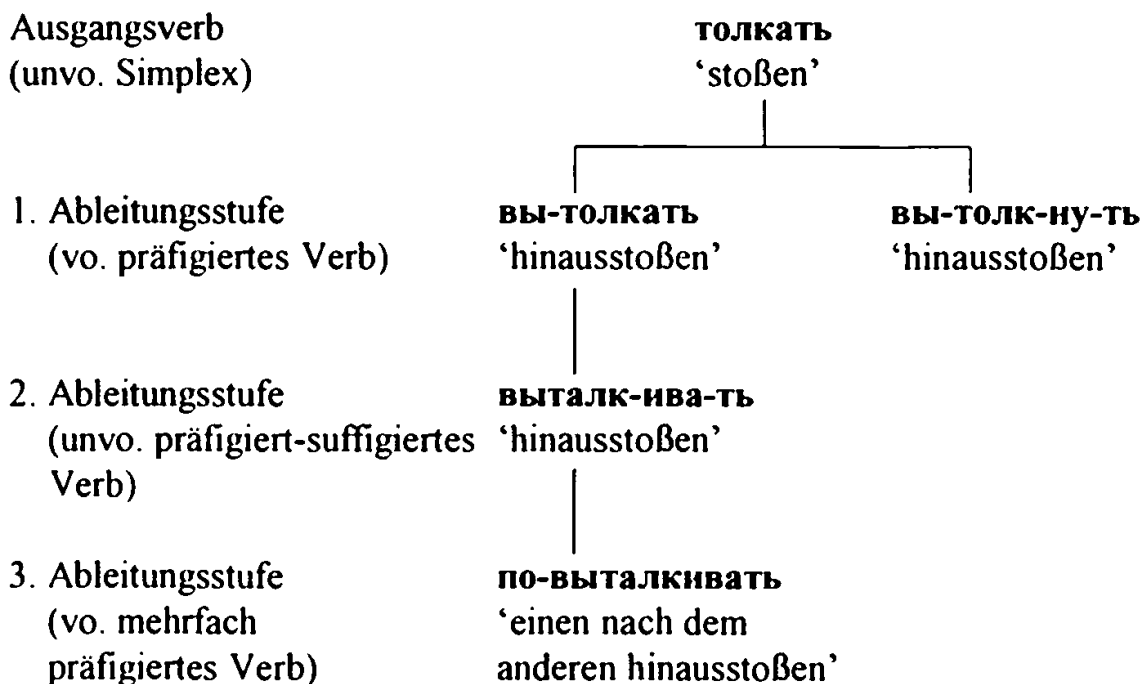 Ausgangsverb толкать
(unvo. Simplex) ‘stoßen’
1. Ableitungsstufe вы-толкать вы-толк-ну-ть
(vo. präfigiertes Verb) ‘hinausstoßen’ ‘hinausstoßen’
2. Ableitungsstufe выталк-ива-ть
(unvo. präfigiert-suffigiertes ‘hinausstoßen’
Verb)
3. Ableitungsstufe по-выталкивать
(vo. mehrfach ‘einen nach dem
präfigiertes Verb) anderen hinausstoßen’